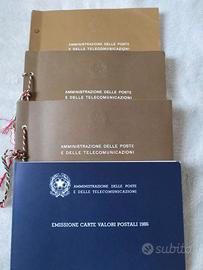 AMMINISTRAZIONE DELLE POSTE
E DELLE TELECOMUNICAZIONI
AMMINISTRAZIONE DELLE POSTE
E DELLE TELECOMUNICAZIONI
AMMINISTRAZIONE DELLE POSTE
E DELLE TELECOMUNICAZIONI
AMMINISTRAZIONE DELLE POSTE
E DELLE TELECOMUNICAZIONI
EMISSIONE CARTE VALORI POSTALI 1986
subito